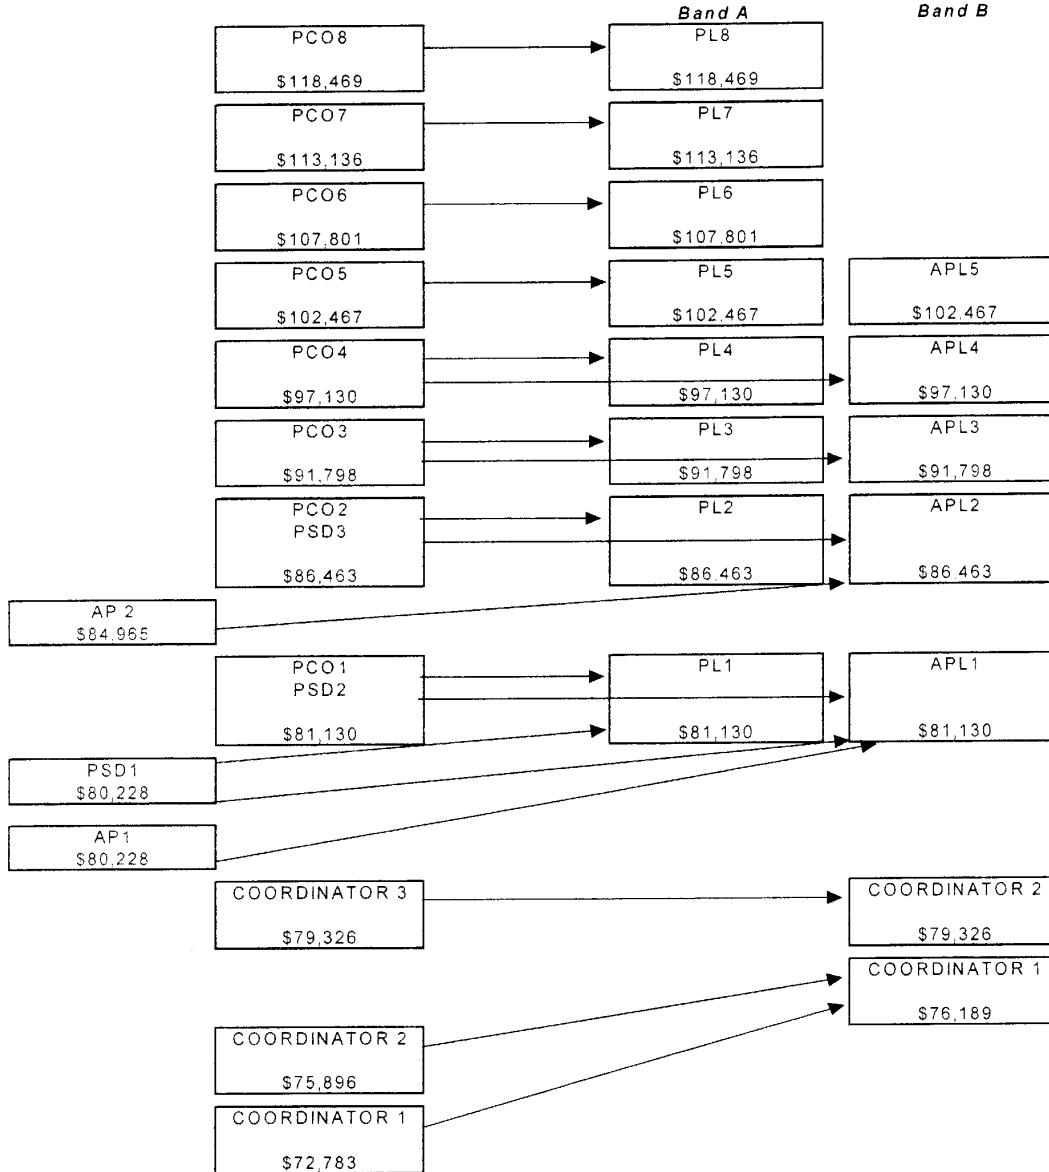 Band A
Band B
PCO8
$118,469
PL8
$118,469
PCO7
$113,136
PL7
$113,136
PCO6
$107,801
PL6
$107,801
PCO5
$102,467
PL5
$102,467
APL5
$102,467
PCO4
$97,130
PL4
$97,130
APL4
$97,130
PCO3
$91,798
PL3
$91,798
APL3
$91,798
PCO2
PSD3
$86,463
PL2
$86,463
APL2
$86,463
AP 2
$84,965
PCO1
PSD2
$81,130
PL1
$81,130
APL1
$81,130
PSD1
$80,228
AP1
$80,228
COORDINATOR 3
$79,326
COORDINATOR 2
$79,326
COORDINATOR 1
$76,189
COORDINATOR 2
$75,896
COORDINATOR 1
$72,783